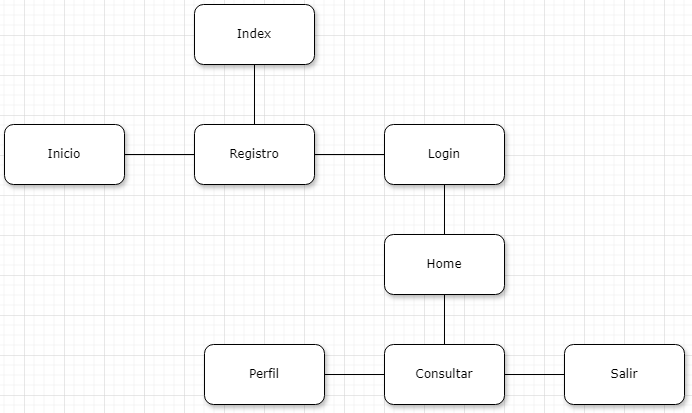 Index
Inicio
Registro
Login
Home
Perfil
Consultar
Salir